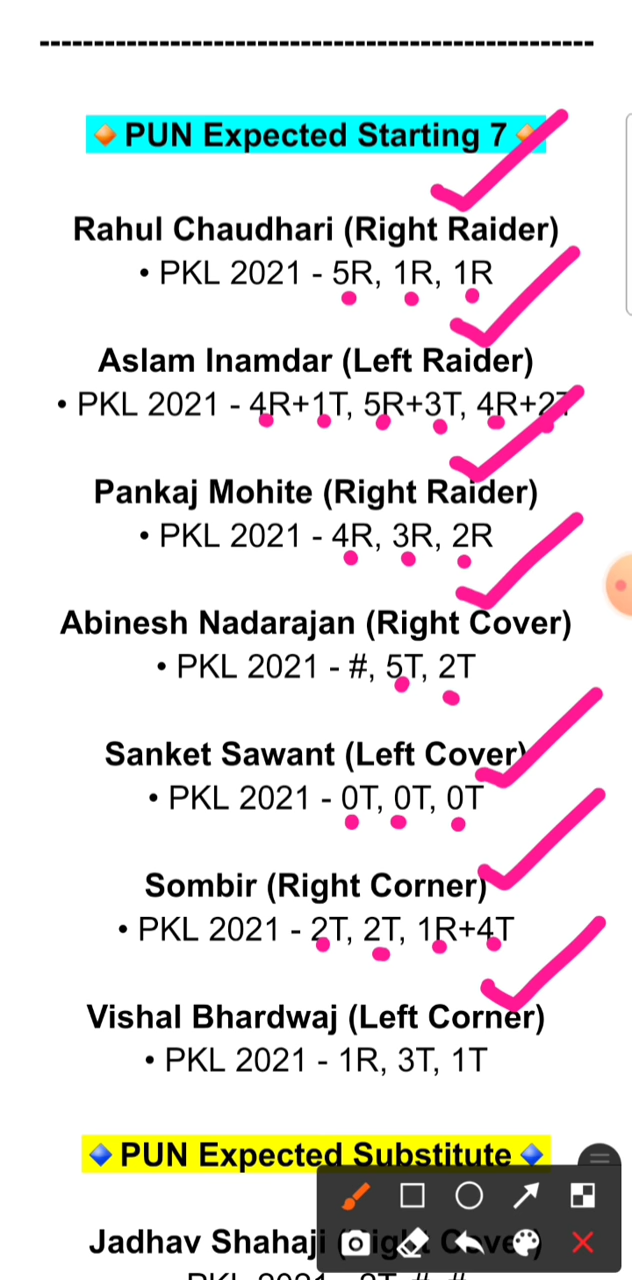 PUN Expected Starting 7
Rahul Chaudhari (Right Raider)
• PKL 2021 - 5R, 1R, 1R
Aslam Inamdar (Left Raider)
• PKL 2021 - 4R+1T, 5R+3T, 4R+2T
Pankaj Mohite (Right Raider)
• PKL 2021 - 4R, 3R, 2R
Abinesh Nadarajan (Right Cover)
• PKL 2021 - #, 5T, 2T
Sanket Sawant (Left Cover)
• PKL 2021 - 0T, 0T, 0T
Sombir (Right Corner)
• PKL 2021 - 2T, 2T, 1R+4T
Vishal Bhardwaj (Left Corner)
• PKL 2021 - 1R, 3T, 1T
PUN Expected Substitute
Jadhav Shahaji